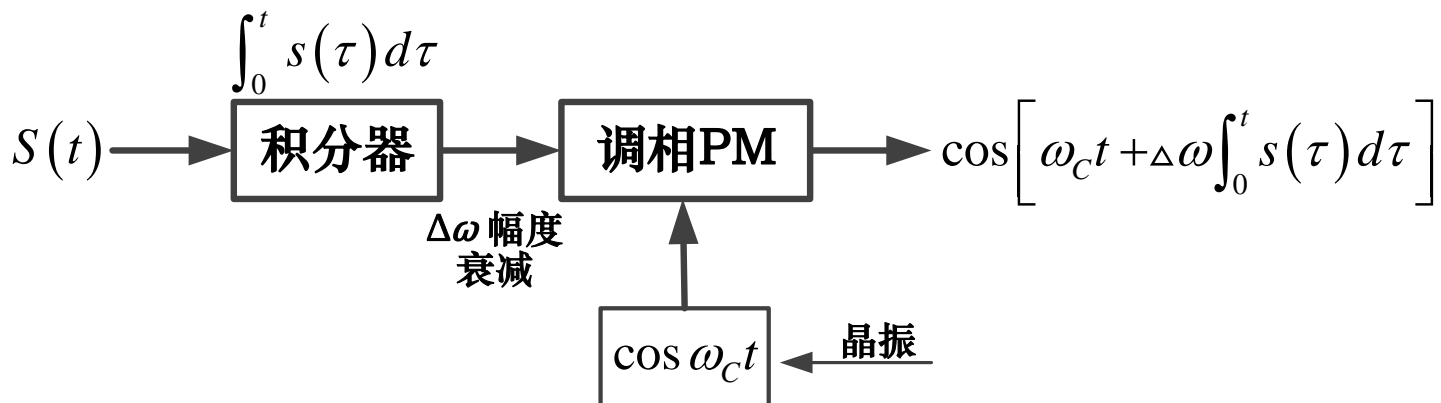 ∫₀ᵗ s(τ)dτ
S(t)
积分器
调相PM
cos[ω_C t+△ω∫₀ᵗ s(τ)dτ]
Δω 幅度
衰减
cos ω_C t
晶振